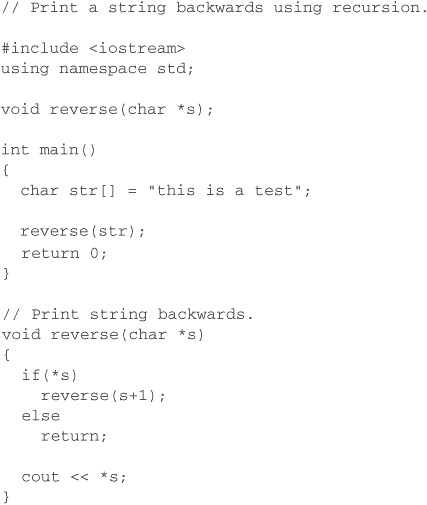 // Print a string backwards using recursion.
#include <iostream>
using namespace std;
void reverse(char *s);
int main()
{
  char str[] = "this is a test";
  reverse(str);
  return 0;
}
// Print string backwards.
void reverse(char *s)
{
  if(*s)
    reverse(s+1);
  else
    return;
  cout << *s;
}